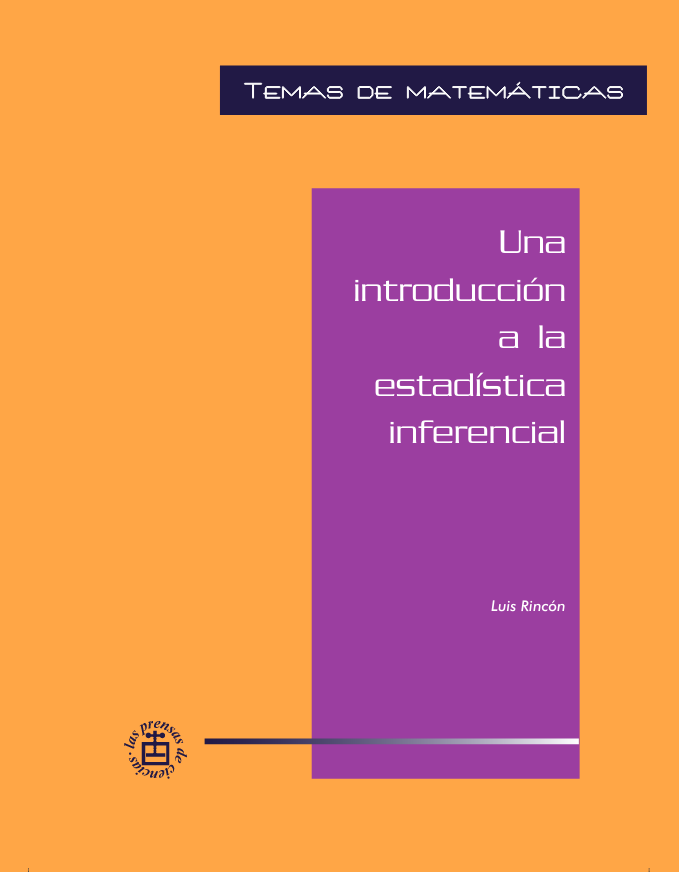 Temas de matemáticas
Una
introducción
a la
estadística
inferencial
Luis Rincón
las prensas de ciencias